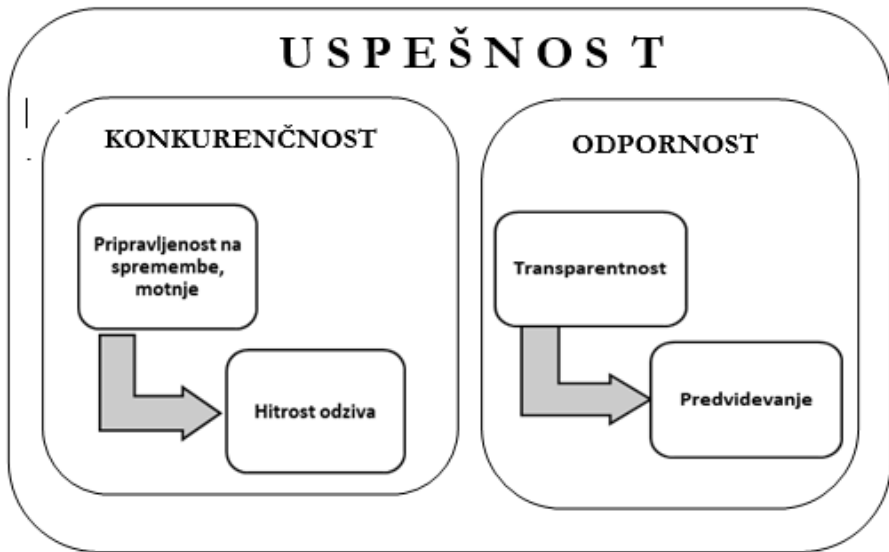 USPEŠNOST
KONKURENČNOST
Pripravljenost na
spremembe,
motnje
Hitrost odziva
ODPORNOST
Transparentnost
Predvidevanje